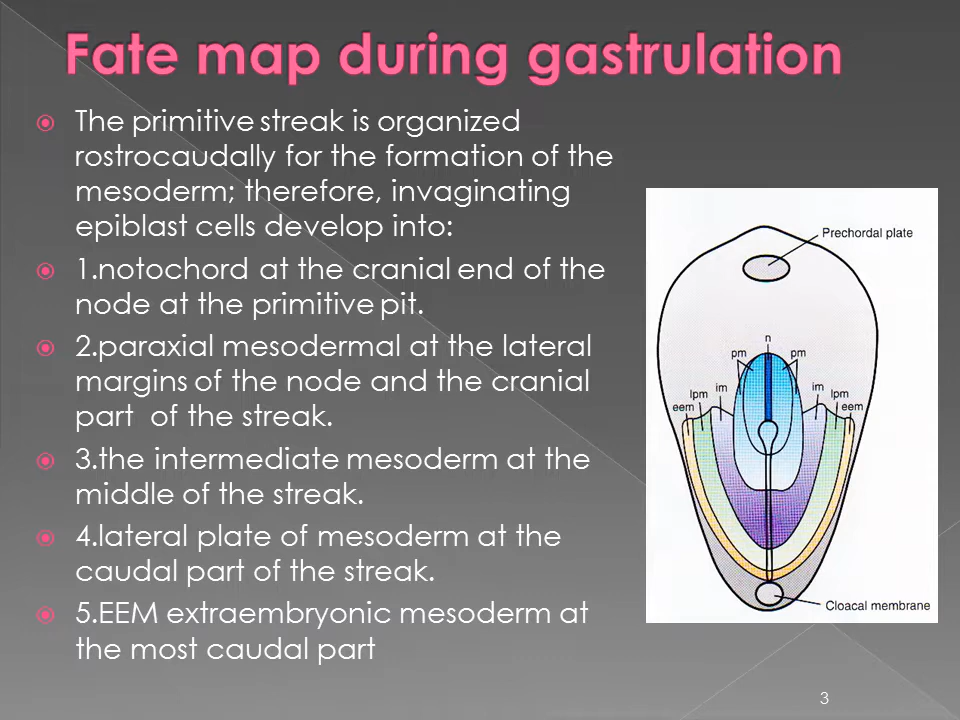 Fate map during gastrulation
The primitive streak is organized
rostrocaudally for the formation of the
mesoderm; therefore, invaginating
epiblast cells develop into:
1.notochord at the cranial end of the
node at the primitive pit.
2.paraxial mesodermal at the lateral
margins of the node and the cranial
part of the streak.
3.the intermediate mesoderm at the
middle of the streak.
4.lateral plate of mesoderm at the
caudal part of the streak.
5.EEM extraembryonic mesoderm at
the most caudal part
Prechordal plate
n
pm pm
im im
lpm lpm
eem eem
Cloacal membrane
3